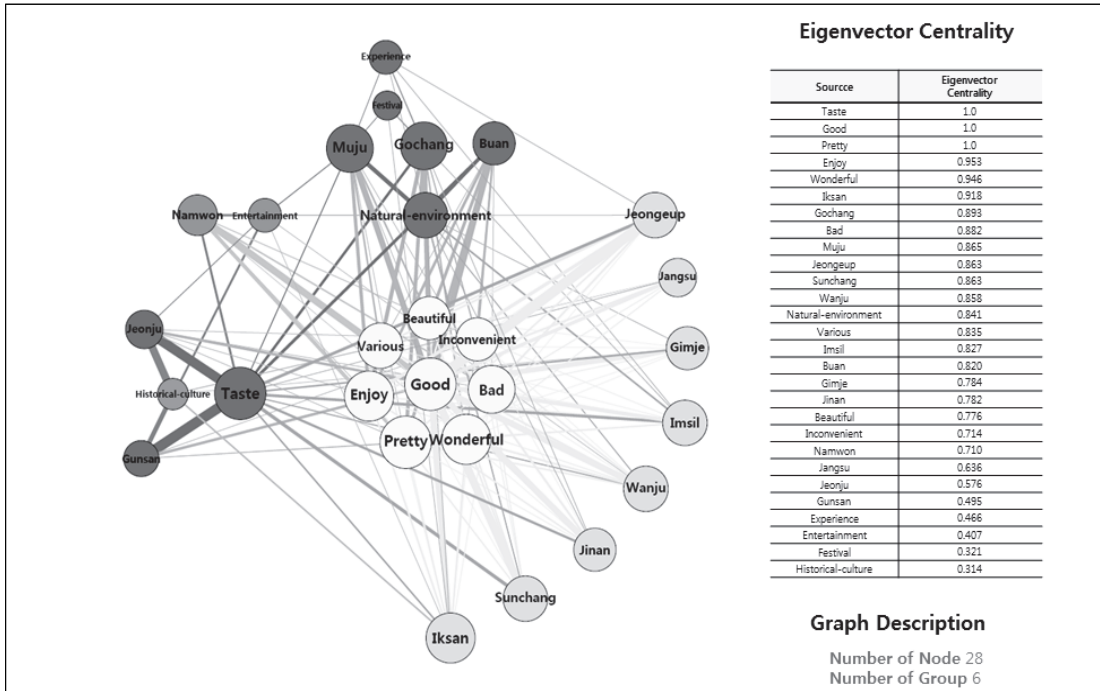 Experience
Festival
Muju
Gochang
Buan
Namwon
Entertainment
Natural-environment
Jeongeup
Jangsu
Beautiful
Jeonju
Various
Inconvenient
Gimje
Historical-culture
Taste
Enjoy
Good
Bad
Imsil
Gunsan
Pretty
Wonderful
Wanju
Jinan
Sunchang
Iksan
Eigenvector Centrality
Sourcce Eigenvector
Centrality
Taste 1.0
Good 1.0
Pretty 1.0
Enjoy 0.953
Wonderful 0.946
Iksan 0.918
Gochang 0.893
Bad 0.882
Muju 0.865
Jeongeup 0.863
Sunchang 0.863
Wanju 0.858
Natural-environment 0.841
Various 0.835
Imsil 0.827
Buan 0.820
Gimje 0.784
Jinan 0.782
Beautiful 0.776
Inconvenient 0.714
Namwon 0.710
Jangsu 0.636
Jeonju 0.576
Gunsan 0.495
Experience 0.466
Entertainment 0.407
Festival 0.321
Historical-culture 0.314
Graph Description
Number of Node 28
Number of Group 6